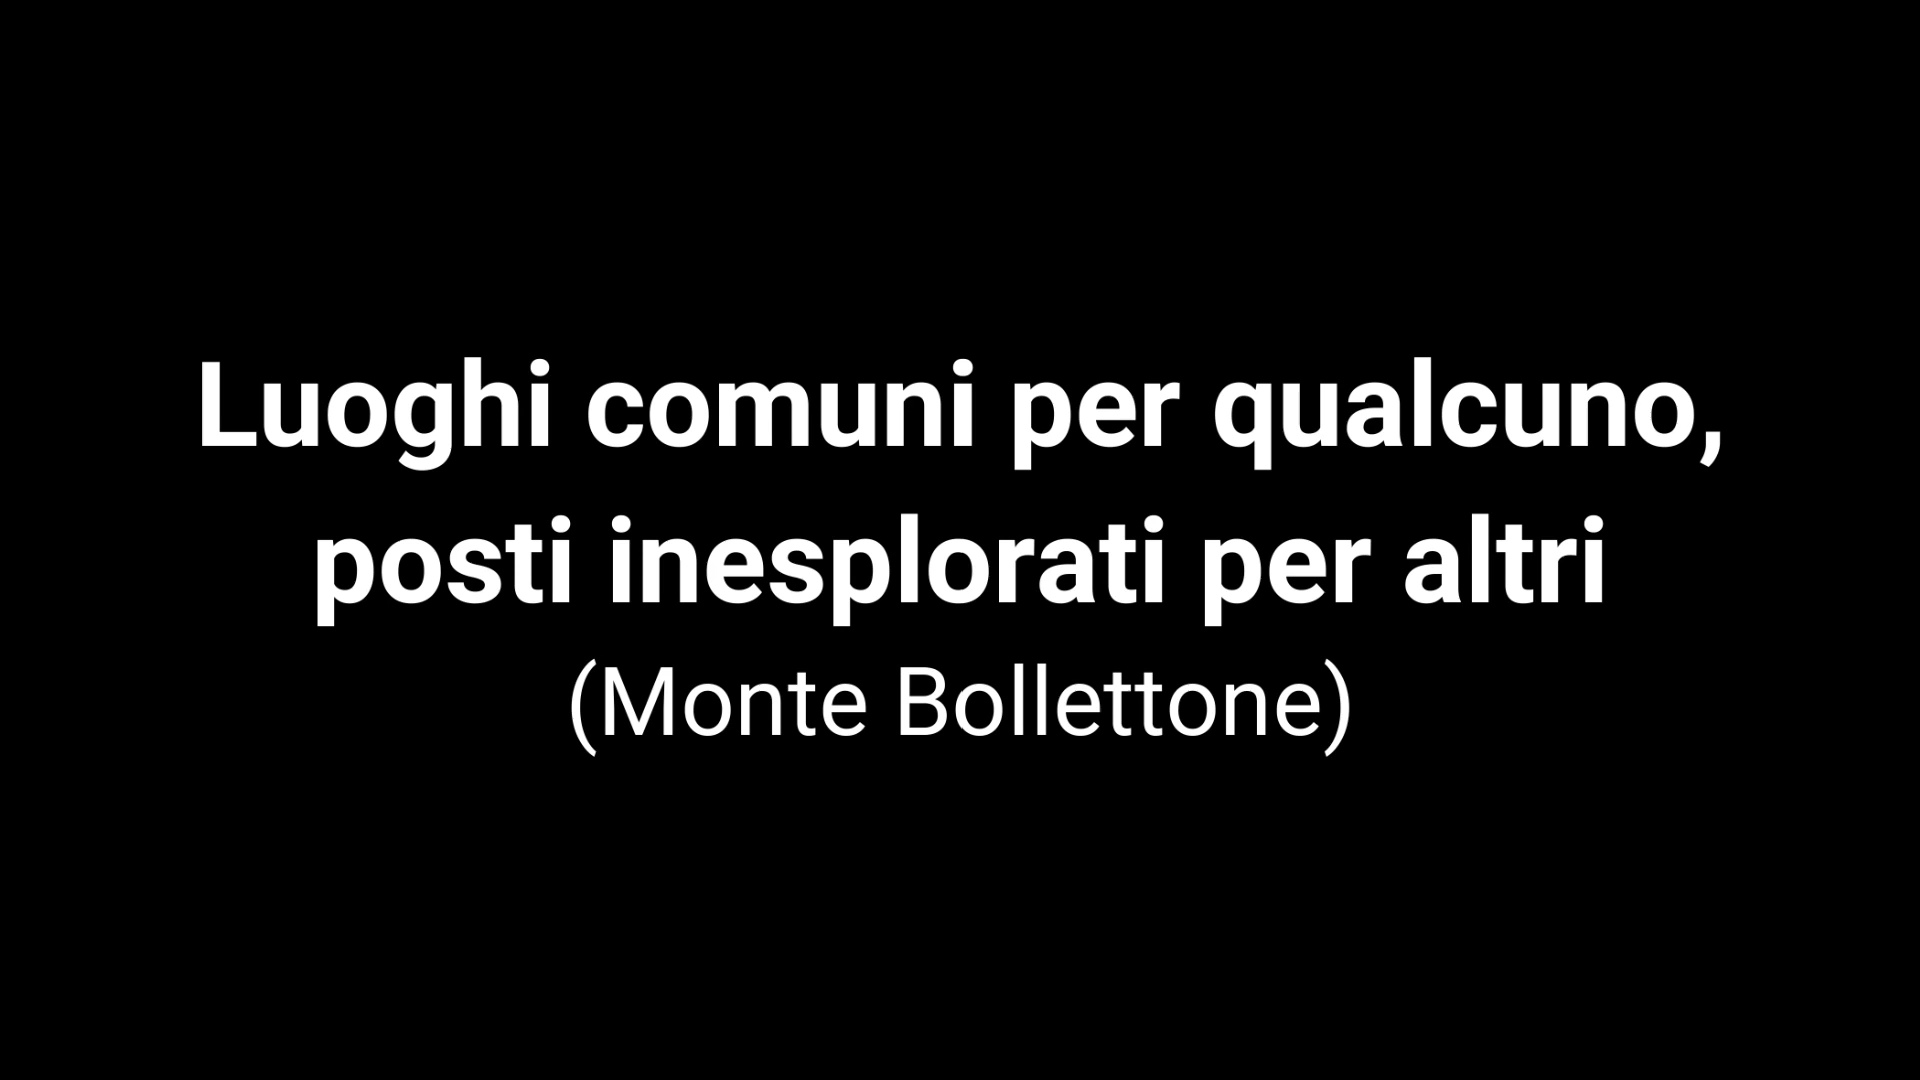 Luoghi comuni per qualcuno,
posti inesplorati per altri
(Monte Bollettone)